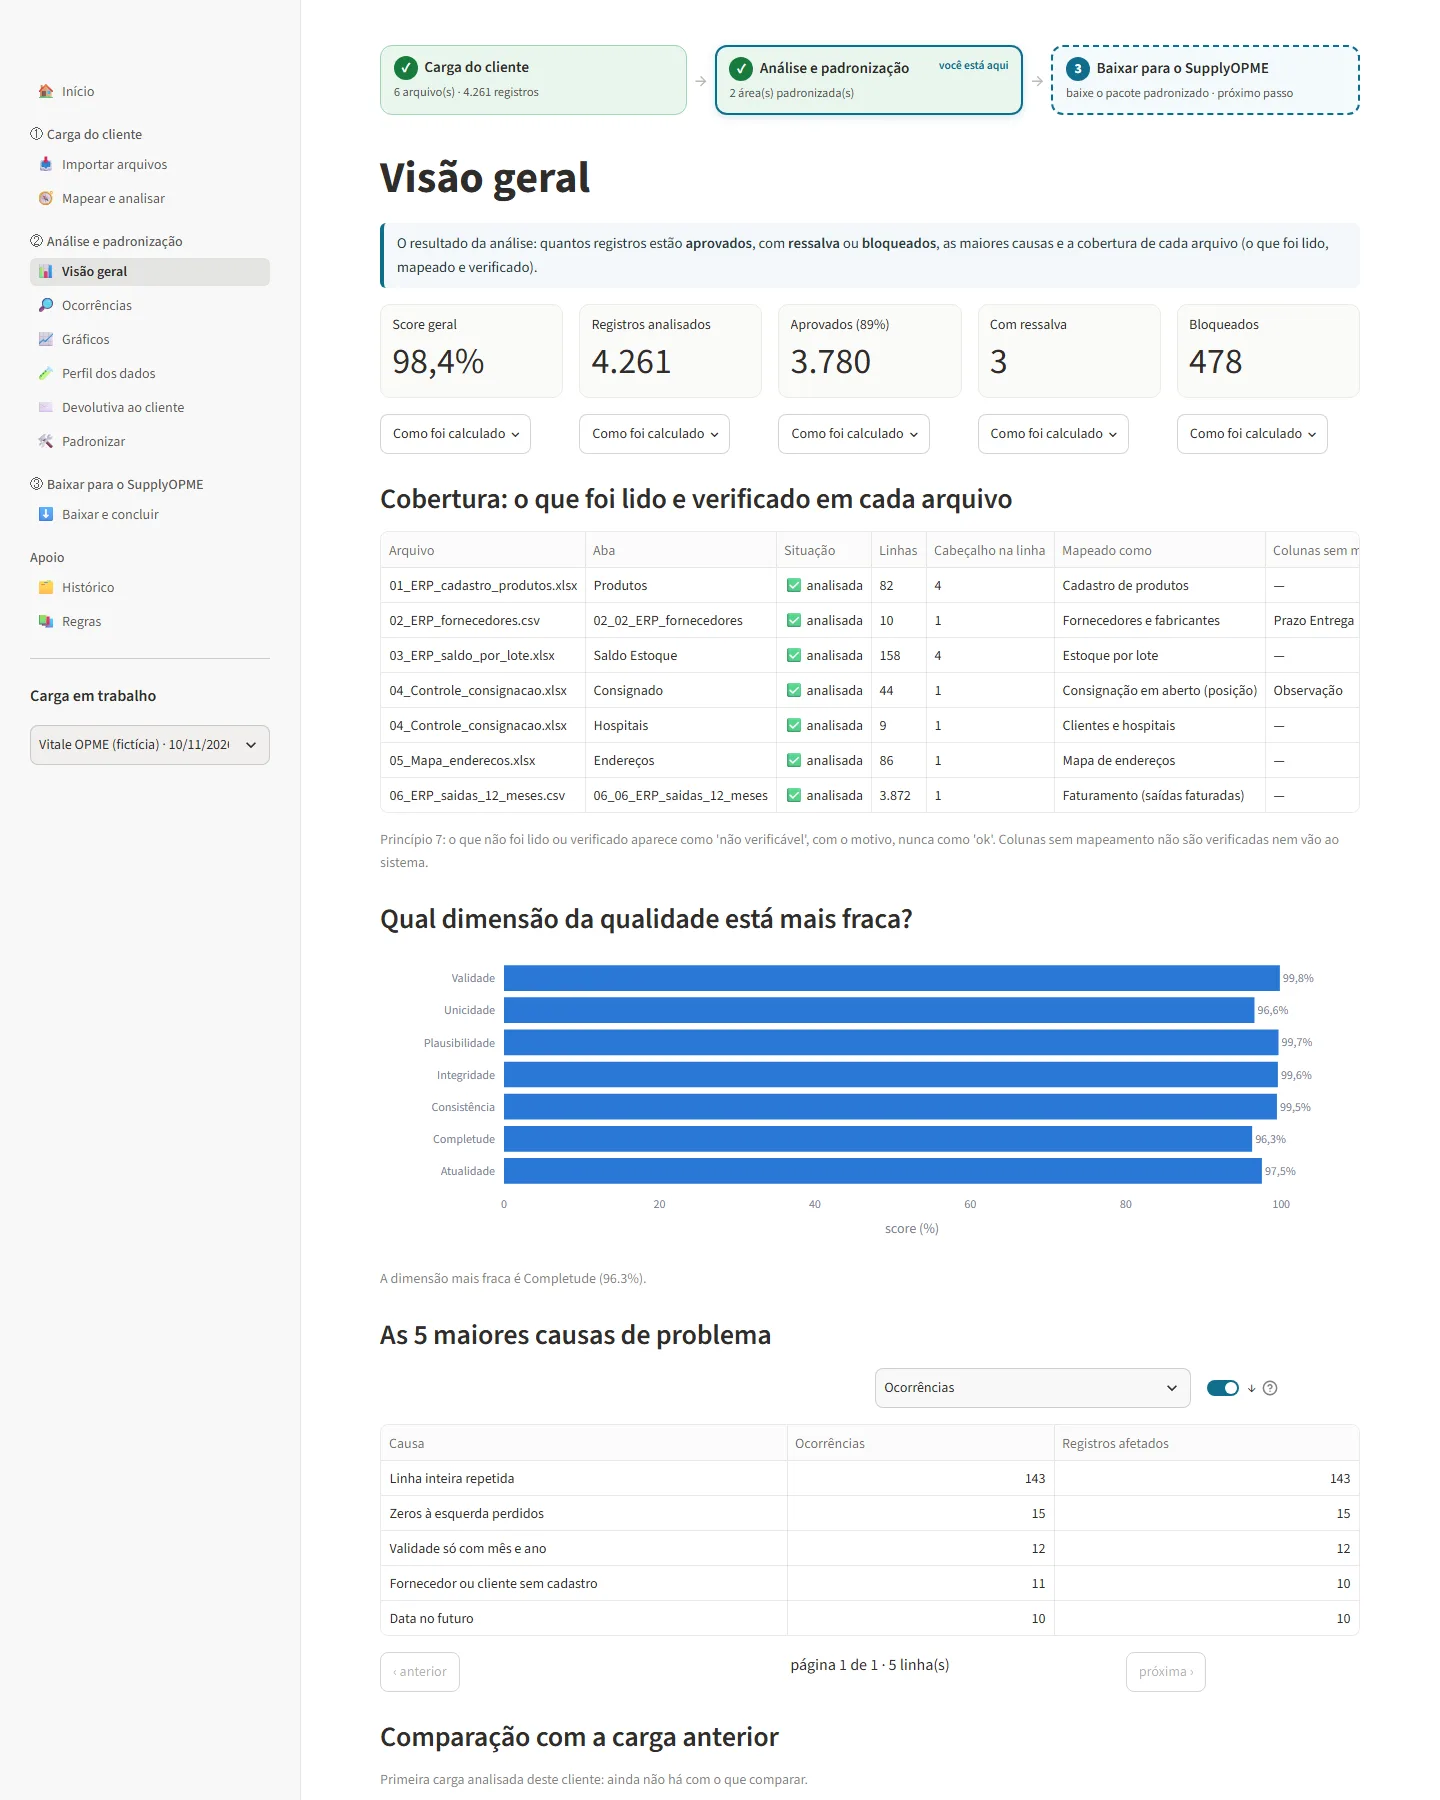 Início
① Carga do cliente
Importar arquivos
Mapear e analisar
② Análise e padronização
Visão geral
Ocorrências
Gráficos
Perfil dos dados
Devolutiva ao cliente
Padronizar
③ Baixar para o SupplyOPME
Baixar e concluir
Apoio
Histórico
Regras
Carga em trabalho
Vitale OPME (fictícia) · 10/11/202
Carga do cliente
6 arquivo(s) · 4.261 registros
→
Análise e padronização
você está aqui
2 área(s) padronizada(s)
→
3 Baixar para o SupplyOPME
baixe o pacote padronizado · próximo passo
Visão geral
O resultado da análise: quantos registros estão aprovados, com ressalva ou bloqueados, as maiores causas e a cobertura de cada arquivo (o que foi lido,
mapeado e verificado).
Score geral
98,4%
Registros analisados
4.261
Aprovados (89%)
3.780
Com ressalva
3
Bloqueados
478
Como foi calculado Como foi calculado Como foi calculado Como foi calculado Como foi calculado
Cobertura: o que foi lido e verificado em cada arquivo
Arquivo Aba Situação Linhas Cabeçalho na linha Mapeado como Colunas sem m
01_ERP_cadastro_produtos.xlsx Produtos ✅ analisada 82 4 Cadastro de produtos —
02_ERP_fornecedores.csv 02_02_ERP_fornecedores ✅ analisada 10 1 Fornecedores e fabricantes Prazo Entrega
03_ERP_saldo_por_lote.xlsx Saldo Estoque ✅ analisada 158 4 Estoque por lote —
04_Controle_consignacao.xlsx Consignado ✅ analisada 44 1 Consignação em aberto (posição) Observação
04_Controle_consignacao.xlsx Hospitais ✅ analisada 9 1 Clientes e hospitais —
05_Mapa_enderecos.xlsx Endereços ✅ analisada 86 1 Mapa de endereços —
06_ERP_saidas_12_meses.csv 06_06_ERP_saidas_12_meses ✅ analisada 3.872 1 Faturamento (saídas faturadas) —
Princípio 7: o que não foi lido ou verificado aparece como 'não verificável', com o motivo, nunca como 'ok'. Colunas sem mapeamento não são verificadas nem vão ao
sistema.
Qual dimensão da qualidade está mais fraca?
Validade 99,8%
Unicidade 96,6%
Plausibilidade 99,7%
Integridade 99,6%
Consistência 99,5%
Completude 96,3%
Atualidade 97,5%
0 20 40 60 80 100
score (%)
A dimensão mais fraca é Completude (96.3%).
As 5 maiores causas de problema
Ocorrências ↓ ?
Causa Ocorrências Registros afetados
Linha inteira repetida 143 143
Zeros à esquerda perdidos 15 15
Validade só com mês e ano 12 12
Fornecedor ou cliente sem cadastro 11 10
Data no futuro 10 10
‹ anterior página 1 de 1 · 5 linha(s) próxima ›
Comparação com a carga anterior
Primeira carga analisada deste cliente: ainda não há com o que comparar.